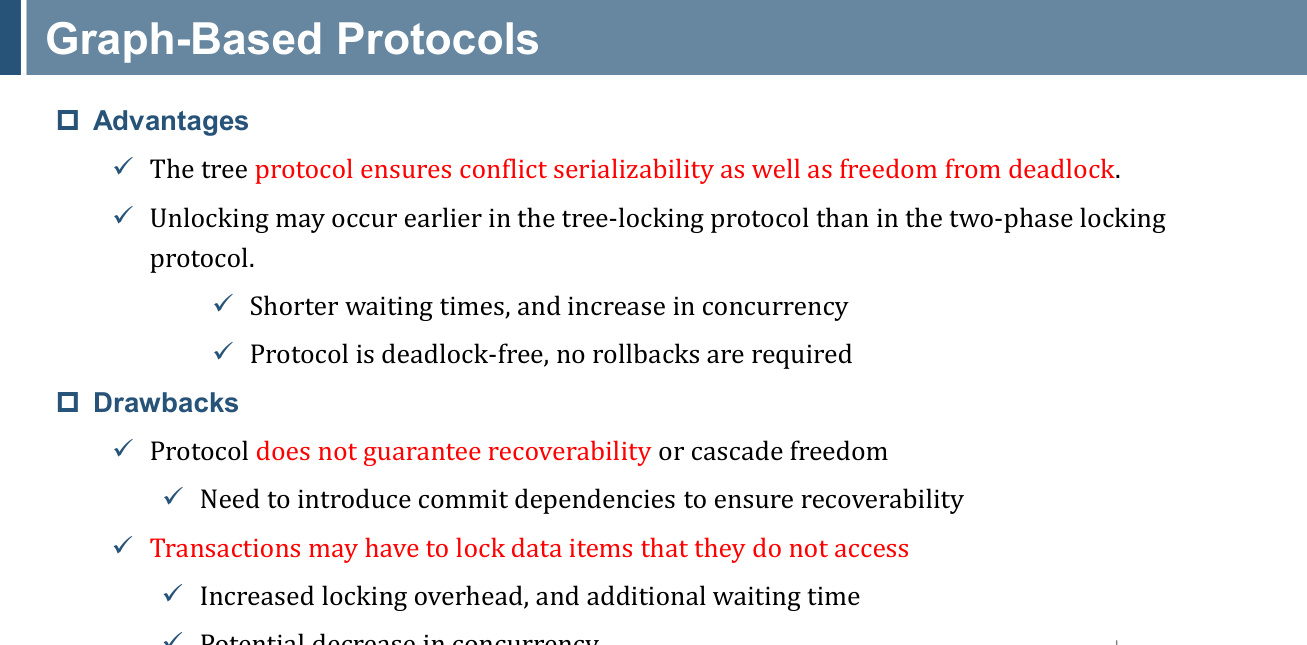 Graph-Based Protocols
Advantages
The tree protocol ensures conflict serializability as well as freedom from deadlock.
Unlocking may occur earlier in the tree-locking protocol than in the two-phase locking
protocol.
Shorter waiting times, and increase in concurrency
Protocol is deadlock-free, no rollbacks are required
Drawbacks
Protocol does not guarantee recoverability or cascade freedom
Need to introduce commit dependencies to ensure recoverability
Transactions may have to lock data items that they do not access
Increased locking overhead, and additional waiting time
Potential decrease in concurrency